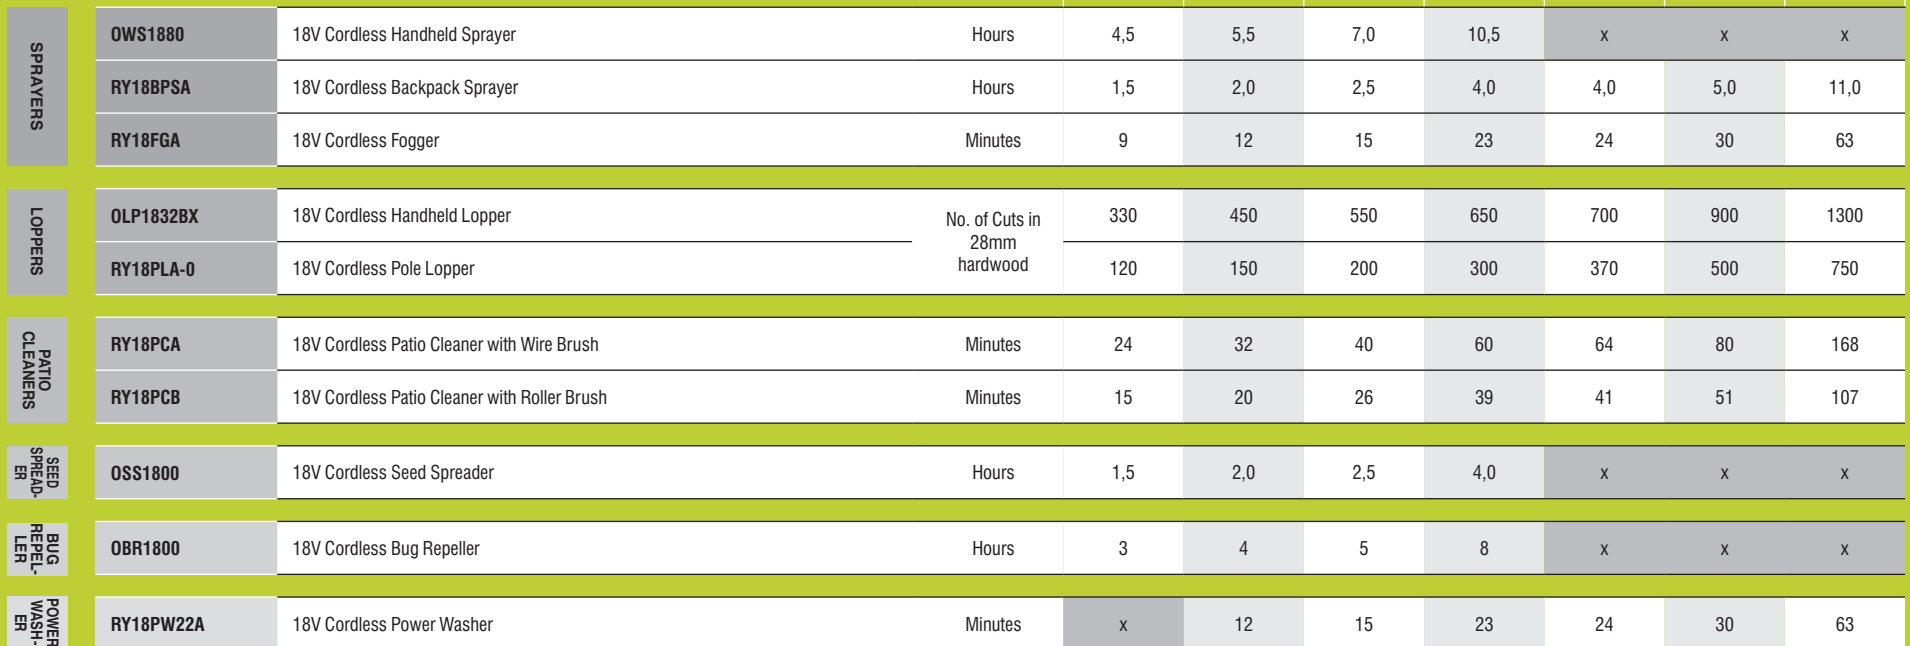 SPRAYERS
OWS1880 18V Cordless Handheld Sprayer Hours 4,5 5,5 7,0 10,5 x x x
RY18BPSA 18V Cordless Backpack Sprayer Hours 1,5 2,0 2,5 4,0 4,0 5,0 11,0
RY18FGA 18V Cordless Fogger Minutes 9 12 15 23 24 30 63
LOPPERS
OLP1832BX 18V Cordless Handheld Lopper 330 450 550 650 700 900 1300
No. of Cuts in
28mm
hardwood
RY18PLA-0 18V Cordless Pole Lopper 120 150 200 300 370 500 750
PATIO
CLEANERS
RY18PCA 18V Cordless Patio Cleaner with Wire Brush Minutes 24 32 40 60 64 80 168
RY18PCB 18V Cordless Patio Cleaner with Roller Brush Minutes 15 20 26 39 41 51 107
SEED
SPREAD-
ER
OSS1800 18V Cordless Seed Spreader Hours 1,5 2,0 2,5 4,0 x x x
BUG
REPEL-
LER
OBR1800 18V Cordless Bug Repeller Hours 3 4 5 8 x x x
POWER
WASH-
ER
RY18PW22A 18V Cordless Power Washer Minutes x 12 15 23 24 30 63